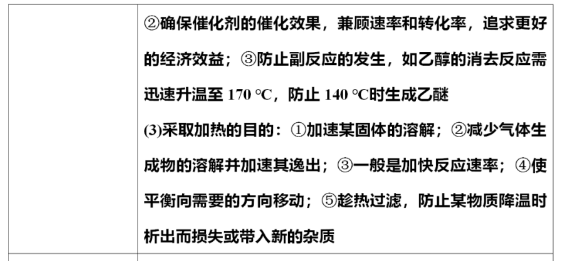 ②确保催化剂的催化效果，兼顾速率和转化率，追求更好
的经济效益；③防止副反应的发生，如乙醇的消去反应需
迅速升温至 170 ℃，防止 140 ℃时生成乙醚
(3)采取加热的目的：①加速某固体的溶解；②减少气体生
成物的溶解并加速其逸出；③一般是加快反应速率；④使
平衡向需要的方向移动；⑤趁热过滤，防止某物质降温时
析出而损失或带入新的杂质